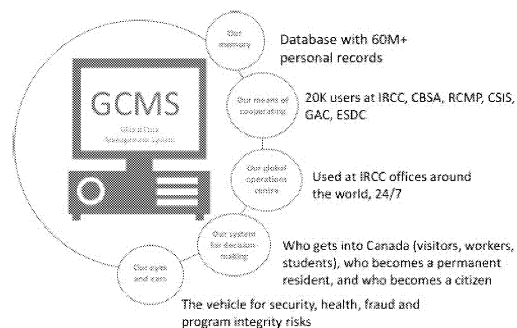 Our
memory
Database with 60M+
personal records
GCMS
Global Case
Management System
Our means of
cooperating
20K users at IRCC, CBSA, RCMP, CSIS,
GAC, ESDC
Our global
operations
centre
Used at IRCC offices around
the world, 24/7
Our system
for decision-
making
Who gets into Canada (visitors, workers,
students), who becomes a permanent
resident, and who becomes a citizen
Our eyes
and ears
The vehicle for security, health, fraud and
program integrity risks